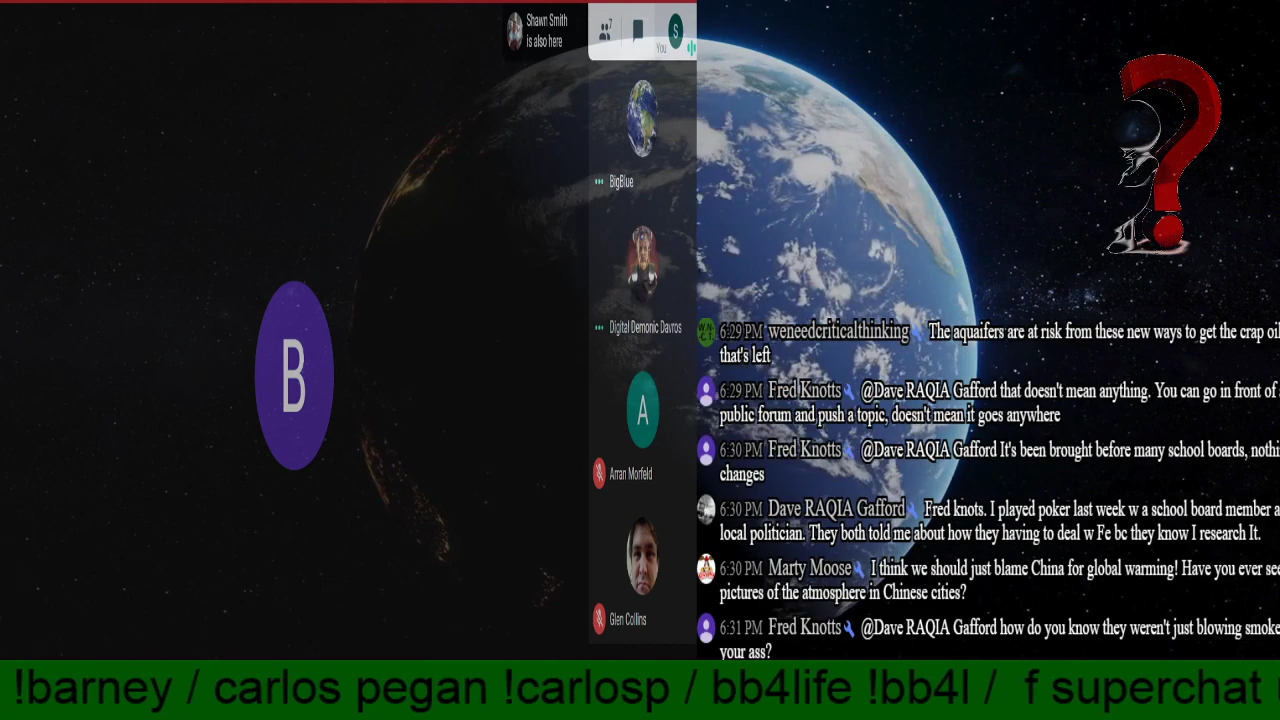 Shawn Smith
is also here
7
S
You
BigBlue
Digital Demonic Davros
A
Arran Morfeld
Glen Collins
B
6:29 PM weneedcriticalthinking The aquaifers are at risk from these new ways to get the crap oil
that's left
6:29 PM Fred Knotts @Dave RAQIA Gafford that doesn't mean anything. You can go in front of
public forum and push a topic, doesn't mean it goes anywhere
6:30 PM Fred Knotts @Dave RAQIA Gafford It's been brought before many school boards,
changes
6:30 PM Dave RAQIA Gafford Fred knots. I played poker last week w a school board member a
local politician. They both told me about how they having to deal w Fe bc they know I research It.
6:30 PM Marty Moose I think we should just blame China for global warming! Have you ever see
pictures of the atmosphere in Chinese cities?
6:31 PM Fred Knotts @Dave RAQIA Gafford how do you know they weren't just blowing smoke
your ass?
!barney / carlos pegan !carlosp / bb4life !bb4l / f superchat